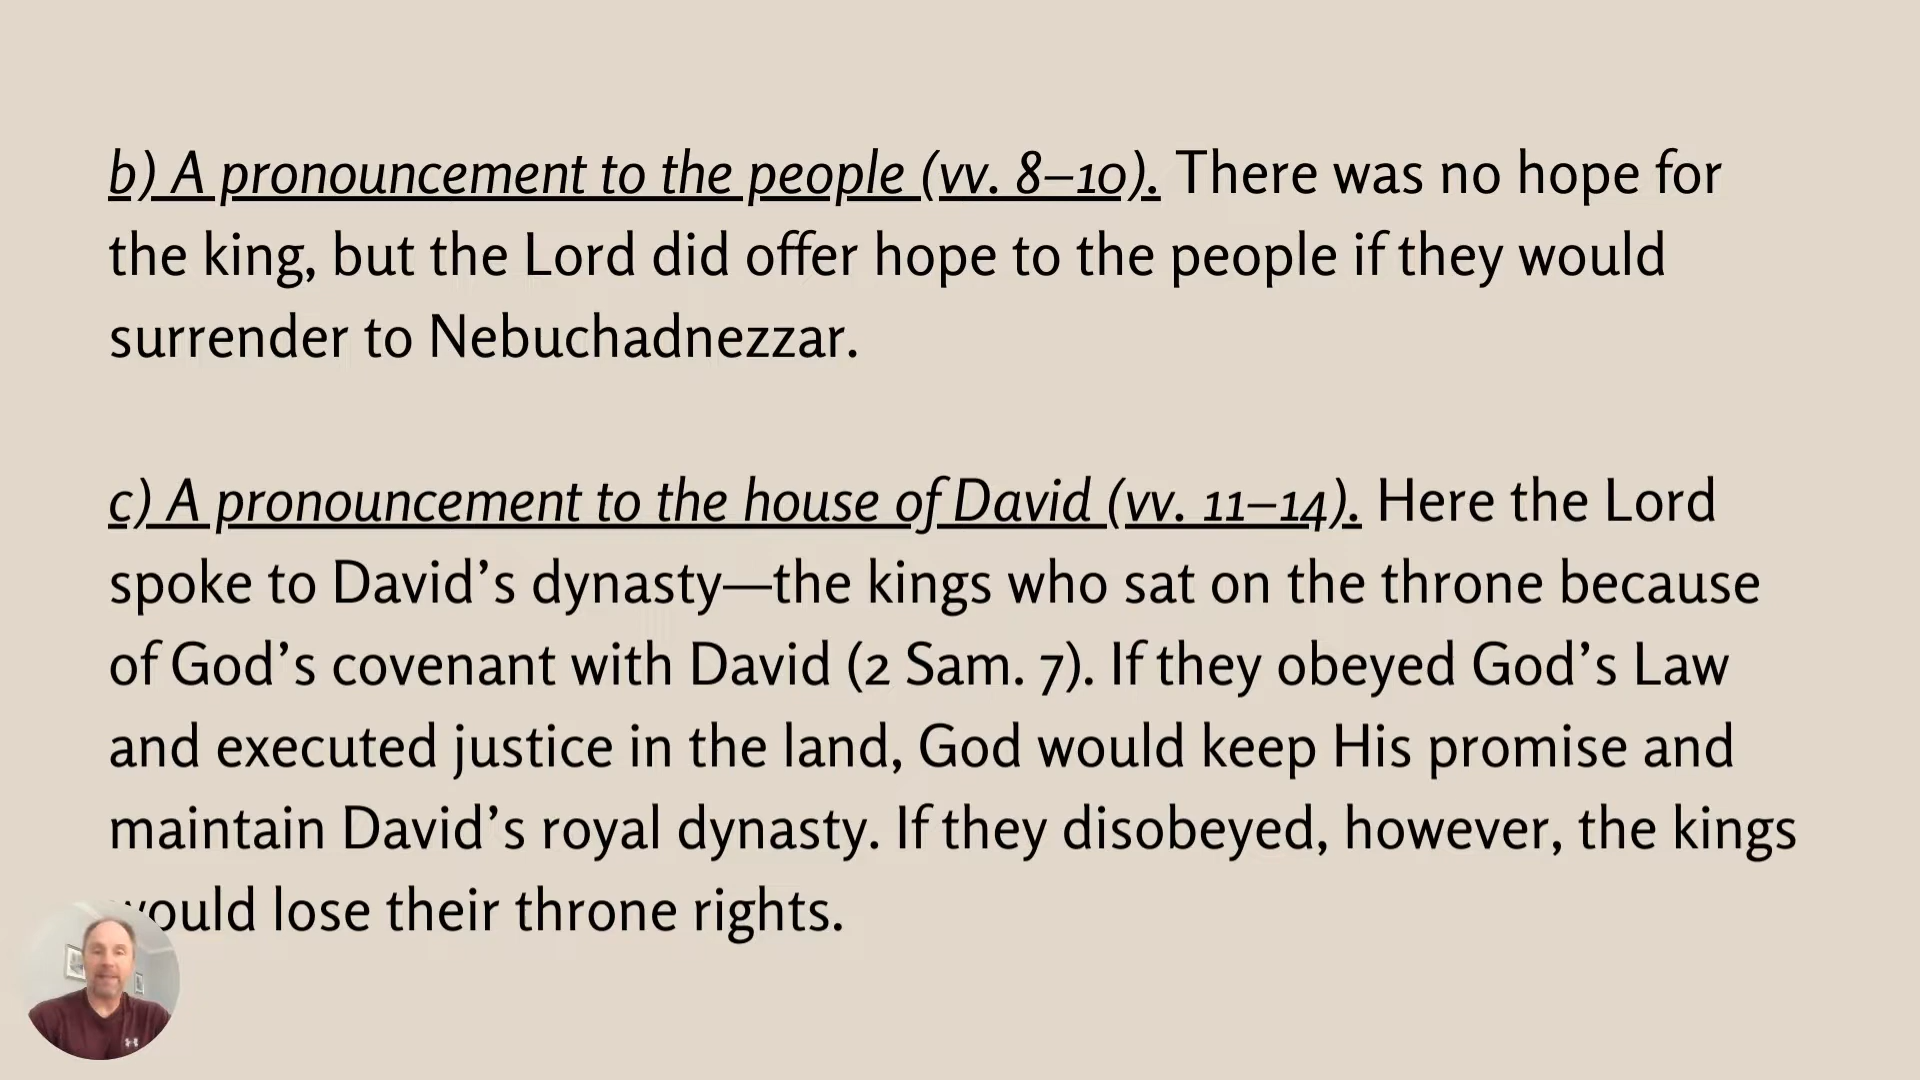 b) A pronouncement to the people (vv. 8–10). There was no hope for
the king, but the Lord did offer hope to the people if they would
surrender to Nebuchadnezzar.
c) A pronouncement to the house of David (vv. 11–14). Here the Lord
spoke to David’s dynasty—the kings who sat on the throne because
of God’s covenant with David (2 Sam. 7). If they obeyed God’s Law
and executed justice in the land, God would keep His promise and
maintain David’s royal dynasty. If they disobeyed, however, the kings
would lose their throne rights.